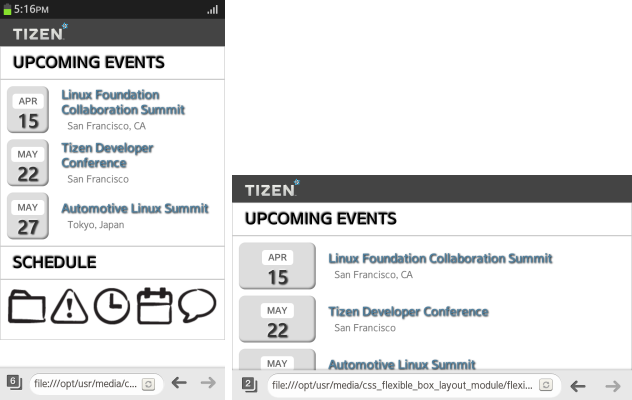 5:16PM
TIZEN
UPCOMING EVENTS
APR
15
Linux Foundation
Collaboration Summit
San Francisco, CA
MAY
22
Tizen Developer
Conference
San Francisco
MAY
27
Automotive Linux Summit
Tokyo, Japan
SCHEDULE
6
file:///opt/usr/media/c...
TIZEN
UPCOMING EVENTS
APR
15
Linux Foundation Collaboration Summit
San Francisco, CA
MAY
22
Tizen Developer Conference
San Francisco
MAY
Automotive Linux Summit
2
file:///opt/usr/media/css_flexible_box_layout_module/flexi...